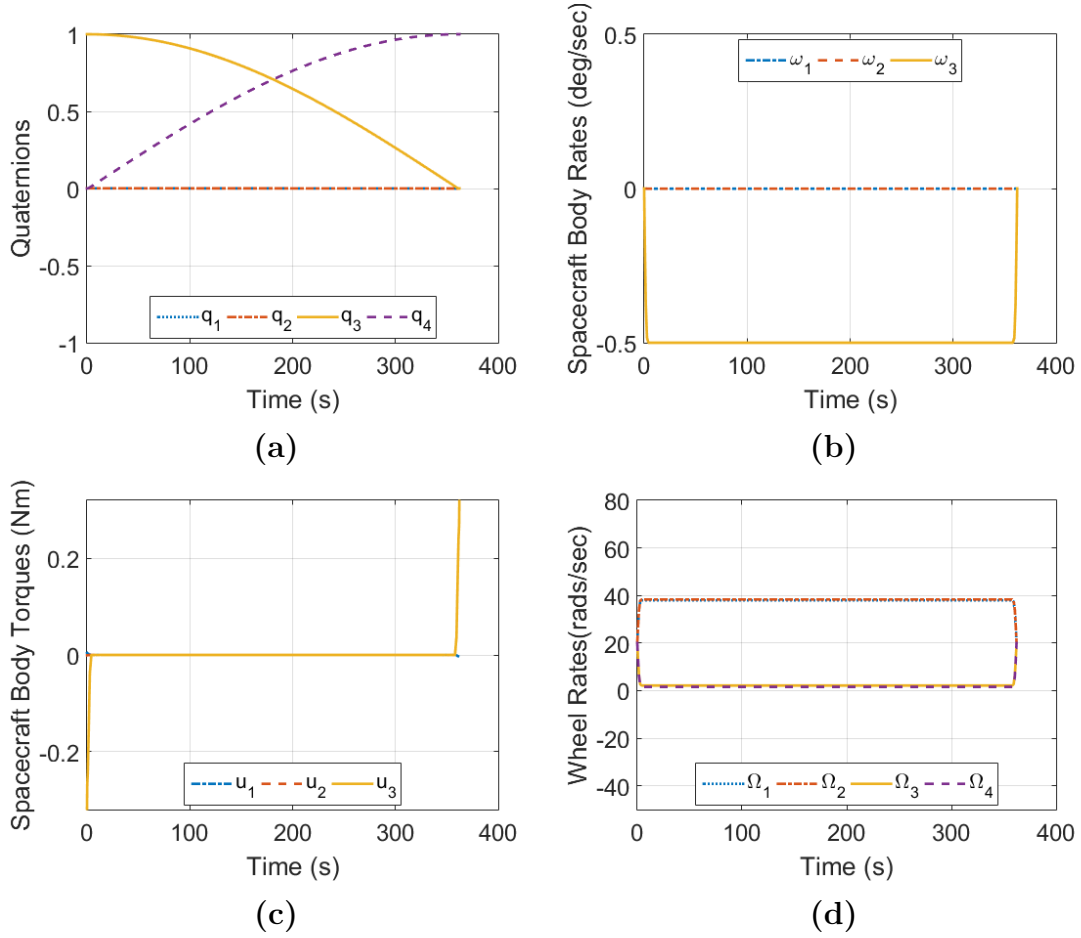 1
0.5
0
-0.5
-1
Quaternions
q1 q2 q3 q4
0 100 200 300 400
Time (s)
(a)
0.5
0
-0.5
Spacecraft Body Rates (deg/sec)
ω1 ω2 ω3
0 100 200 300 400
Time (s)
(b)
0.2
0
-0.2
Spacecraft Body Torques (Nm)
u1 u2 u3
0 100 200 300 400
Time (s)
(c)
80
60
40
20
0
-20
-40
Wheel Rates(rads/sec)
Ω1 Ω2 Ω3 Ω4
0 100 200 300 400
Time (s)
(d)